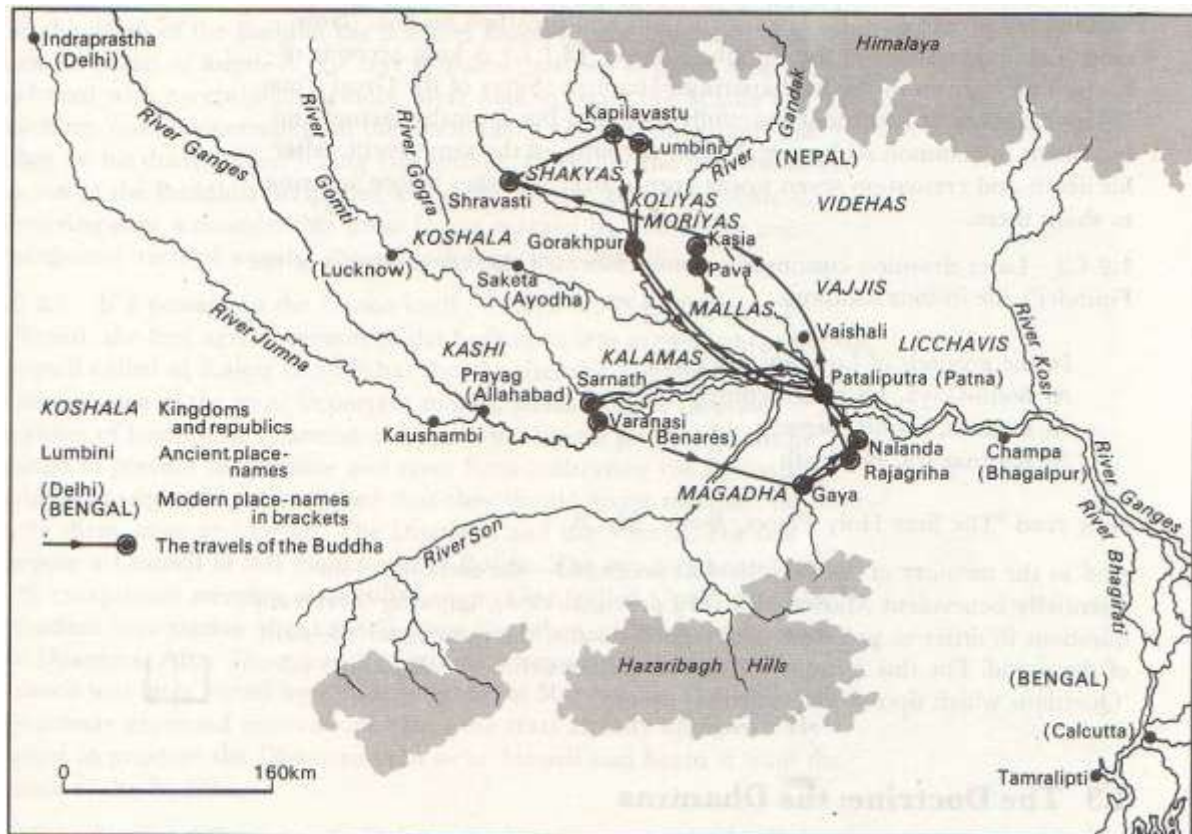 Indraprastha
(Delhi)
River Ganges
River Gomti
River Gogra
Himalaya
Kapilavastu
Lumbini
River Gandak
(NEPAL)
SHAKYAS
Shravasti
KOLIYAS
MORIYAS
VIDEHAS
KOSHALA
Gorakhpur
Kasia
Pava
(Lucknow)
Saketa
(Ayodha)
VAJJIS
MALLAS
Vaishali
River Jumna
LICCHAVIS
River Kosi
KASHI
KALAMAS
Prayag
(Allahabad)
Sarnath
Pataliputra (Patna)
Kaushambi
Varanasi
(Benares)
Nalanda
Rajagriha
Champa
(Bhagalpur)
River Ganges
MAGADHA
Gaya
River Son
River Bhagirati
Hazaribagh Hills
(BENGAL)
(Calcutta)
Tamralipti
KOSHALA Kingdoms
and republics
Lumbini Ancient place-
names
(Delhi)
(BENGAL) Modern place-names
in brackets
The travels of the Buddha
0 160km